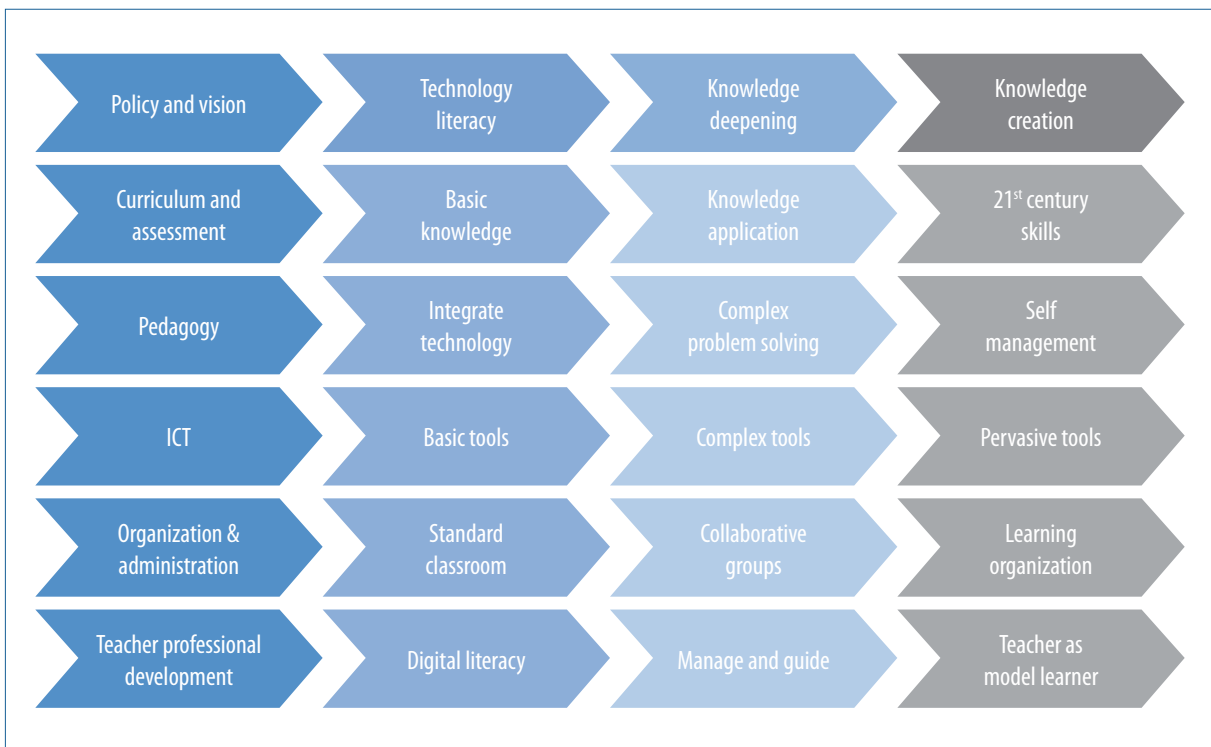 Policy and vision
Technology
literacy
Knowledge
deepening
Knowledge
creation
Curriculum and
assessment
Basic
knowledge
Knowledge
application
21st century
skills
Pedagogy
Integrate
technology
Complex
problem solving
Self
management
ICT
Basic tools
Complex tools
Pervasive tools
Organization &
administration
Standard
classroom
Collaborative
groups
Learning
organization
Teacher professional
development
Digital literacy
Manage and guide
Teacher as
model learner